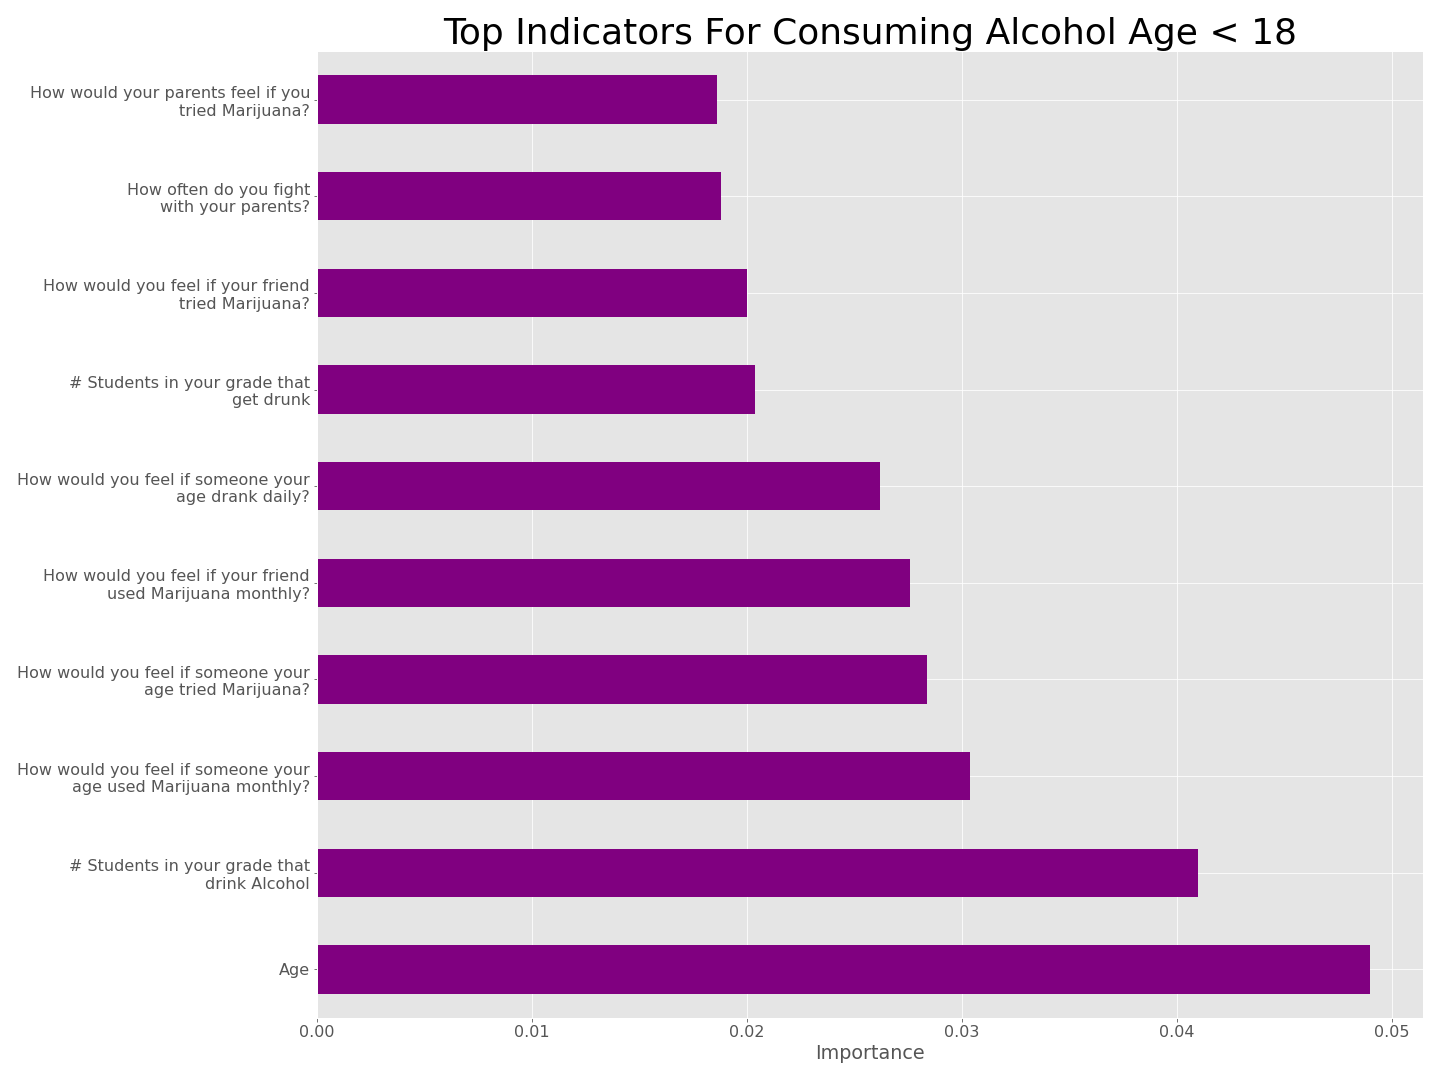 Top Indicators For Consuming Alcohol Age < 18
How would your parents feel if you
tried Marijuana?
How often do you fight
with your parents?
How would you feel if your friend
tried Marijuana?
# Students in your grade that
get drunk
How would you feel if someone your
age drank daily?
How would you feel if your friend
used Marijuana monthly?
How would you feel if someone your
age tried Marijuana?
How would you feel if someone your
age used Marijuana monthly?
# Students in your grade that
drink Alcohol
Age
0.00 0.01 0.02 0.03 0.04 0.05
Importance